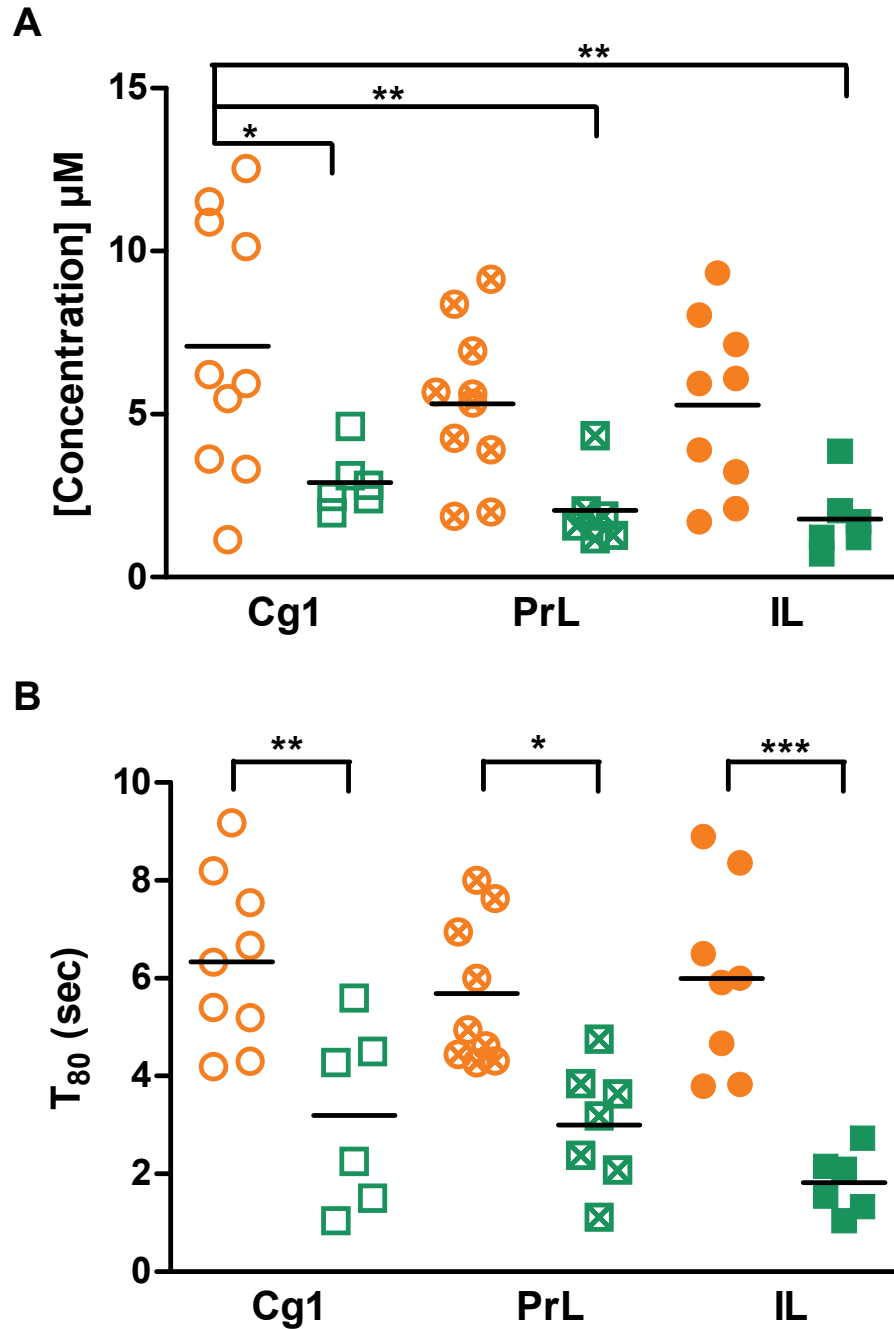 A
**
15
**
*
[Concentration] µM
10
5
0
Cg1 PrL IL
B
** * ***
10
8
6
T80 (sec)
4
2
0
Cg1 PrL IL